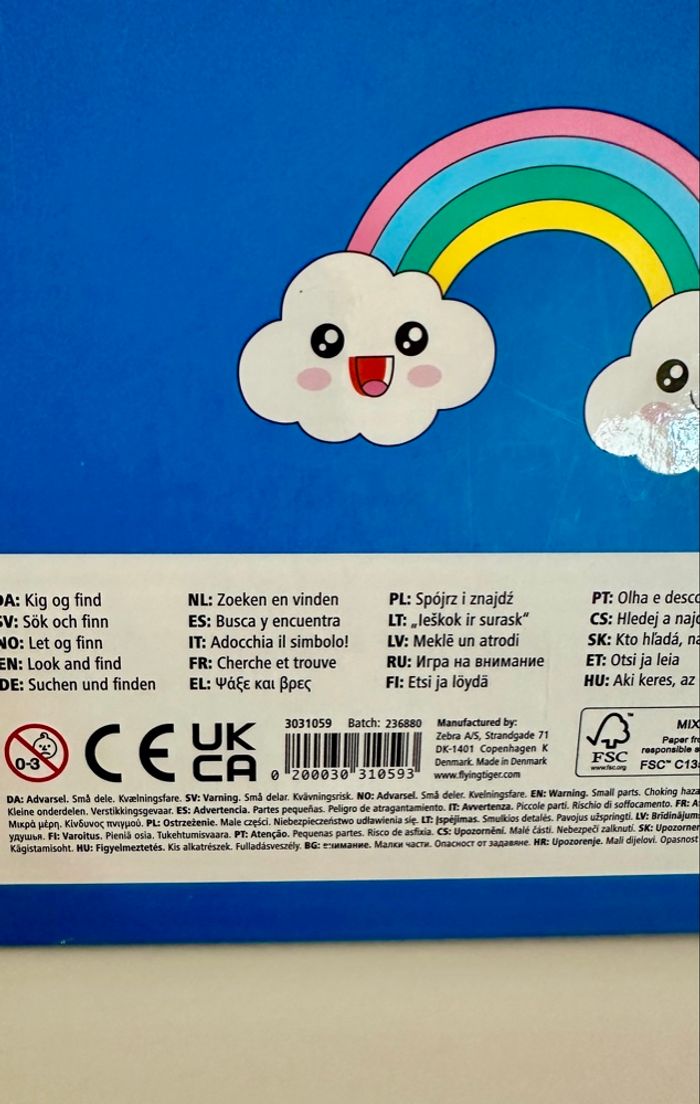 DA: Kig og find
SV: Sök och finn
NO: Let og finn
EN: Look and find
DE: Suchen und finden
NL: Zoeken en vinden
ES: Busca y encuentra
IT: Adocchia il simbolo!
FR: Cherche et trouve
EL: Ψάξε και βρες
PL: Spójrz i znajdź
LT: „Ieškok ir surask“
LV: Meklē un atrodi
RU: Игра на внимание
FI: Etsi ja löydä
PT: Olha e
CS: Hledej a
SK: Kto hľadá,
ET: Otsi ja leia
HU: Aki keres, az
0-3
CE
UK
CA
3031059 Batch: 236880
0 200030 310593
Manufactured by:
Zebra A/S, Strandgade 71
DK-1401 Copenhagen K
Denmark. Made in Denmark
www.flyingtiger.com
FSC
www.fsc.org
MIX
Paper
responsible
FSC™
DA: Advarsel. Små dele. Kvælningsfare. SV: Varning. Små delar. Kvävningsrisk. NO: Advarsel. Små deler. Kvelningsfare. EN: Warning. Small parts. Choking
Kleine onderdelen. Verstikkingsgevaar. ES: Advertencia. Partes pequeñas. Peligro de atragantamiento. IT: Avvertenza. Piccole parti. Rischio di soffocamento. FR:
Μικρά μέρη. Κίνδυνος πνιγμού. PL: Ostrzeżenie. Małe części. Niebezpieczeństwo udławienia się. LT: Įspėjimas. Smulkios detalės. Pavojus užspringti. LV:
удушья. FI: Varoitus. Pieniä osia. Tukehtumisvaara. PT: Atenção. Pequenas partes. Risco de asfixia. CS: Upozornění. Malé části. Nebezpečí zalknutí. SK:
Kägistamisoht. HU: Figyelmeztetés. Kis alkatrészek. Fulladásveszély. BG: Малки части. Опасност от задавяне. HR: Upozorenje. Mali dijelovi. Opasnost